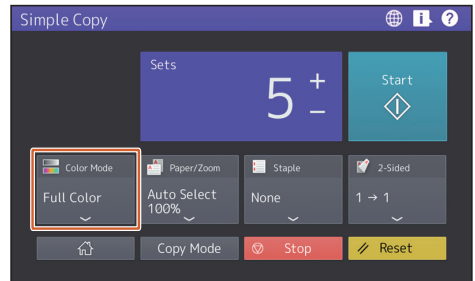 Simple Copy
i ?
Sets
5 + −
Start
Color Mode
Full Color
Paper/Zoom
Auto Select
100%
Staple
None
2-Sided
1 → 1
Copy Mode
Stop
Reset